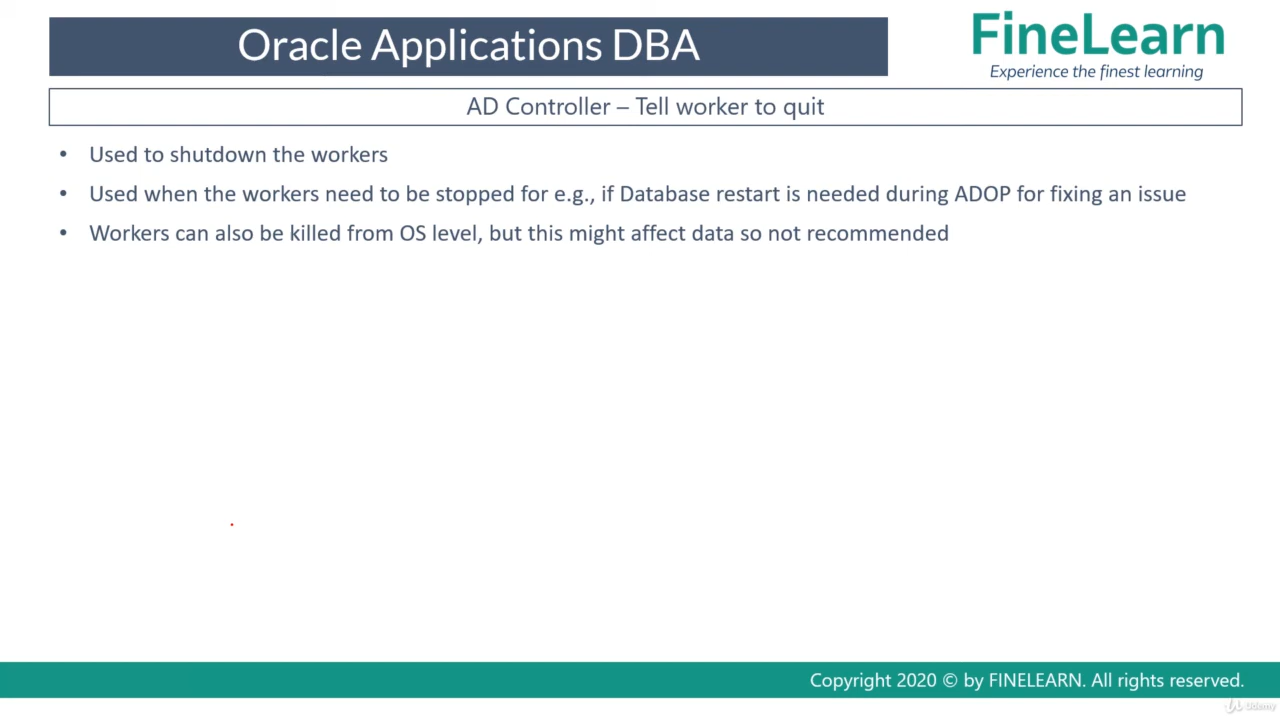 Oracle Applications DBA
FineLearn
Experience the finest learning
AD Controller – Tell worker to quit
• Used to shutdown the workers
• Used when the workers need to be stopped for e.g., if Database restart is needed during ADOP for fixing an issue
• Workers can also be killed from OS level, but this might affect data so not recommended
Copyright 2020 © by FINELEARN. All rights reserved.
Udemy